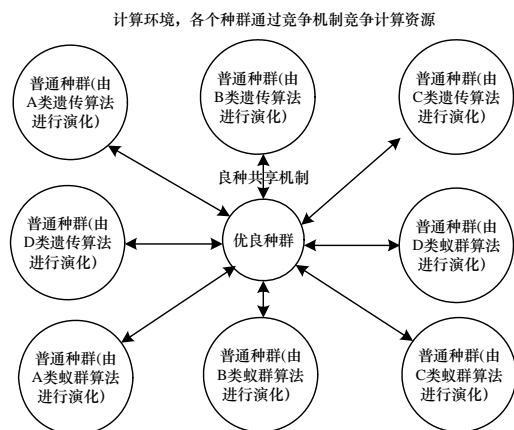 计算环境，各个种群通过竞争机制竞争计算资源
普通种群(由
A类遗传算法
进行演化)
普通种群(由
B类遗传算法
进行演化)
普通种群(由
C类遗传算法
进行演化)
良种共享机制
普通种群(由
D类遗传算法
进行演化)
优良种群
普通种群(由
D类蚁群算法
进行演化)
普通种群(由
A类蚁群算法
进行演化)
普通种群(由
B类蚁群算法
进行演化)
普通种群(由
C类蚁群算法
进行演化)